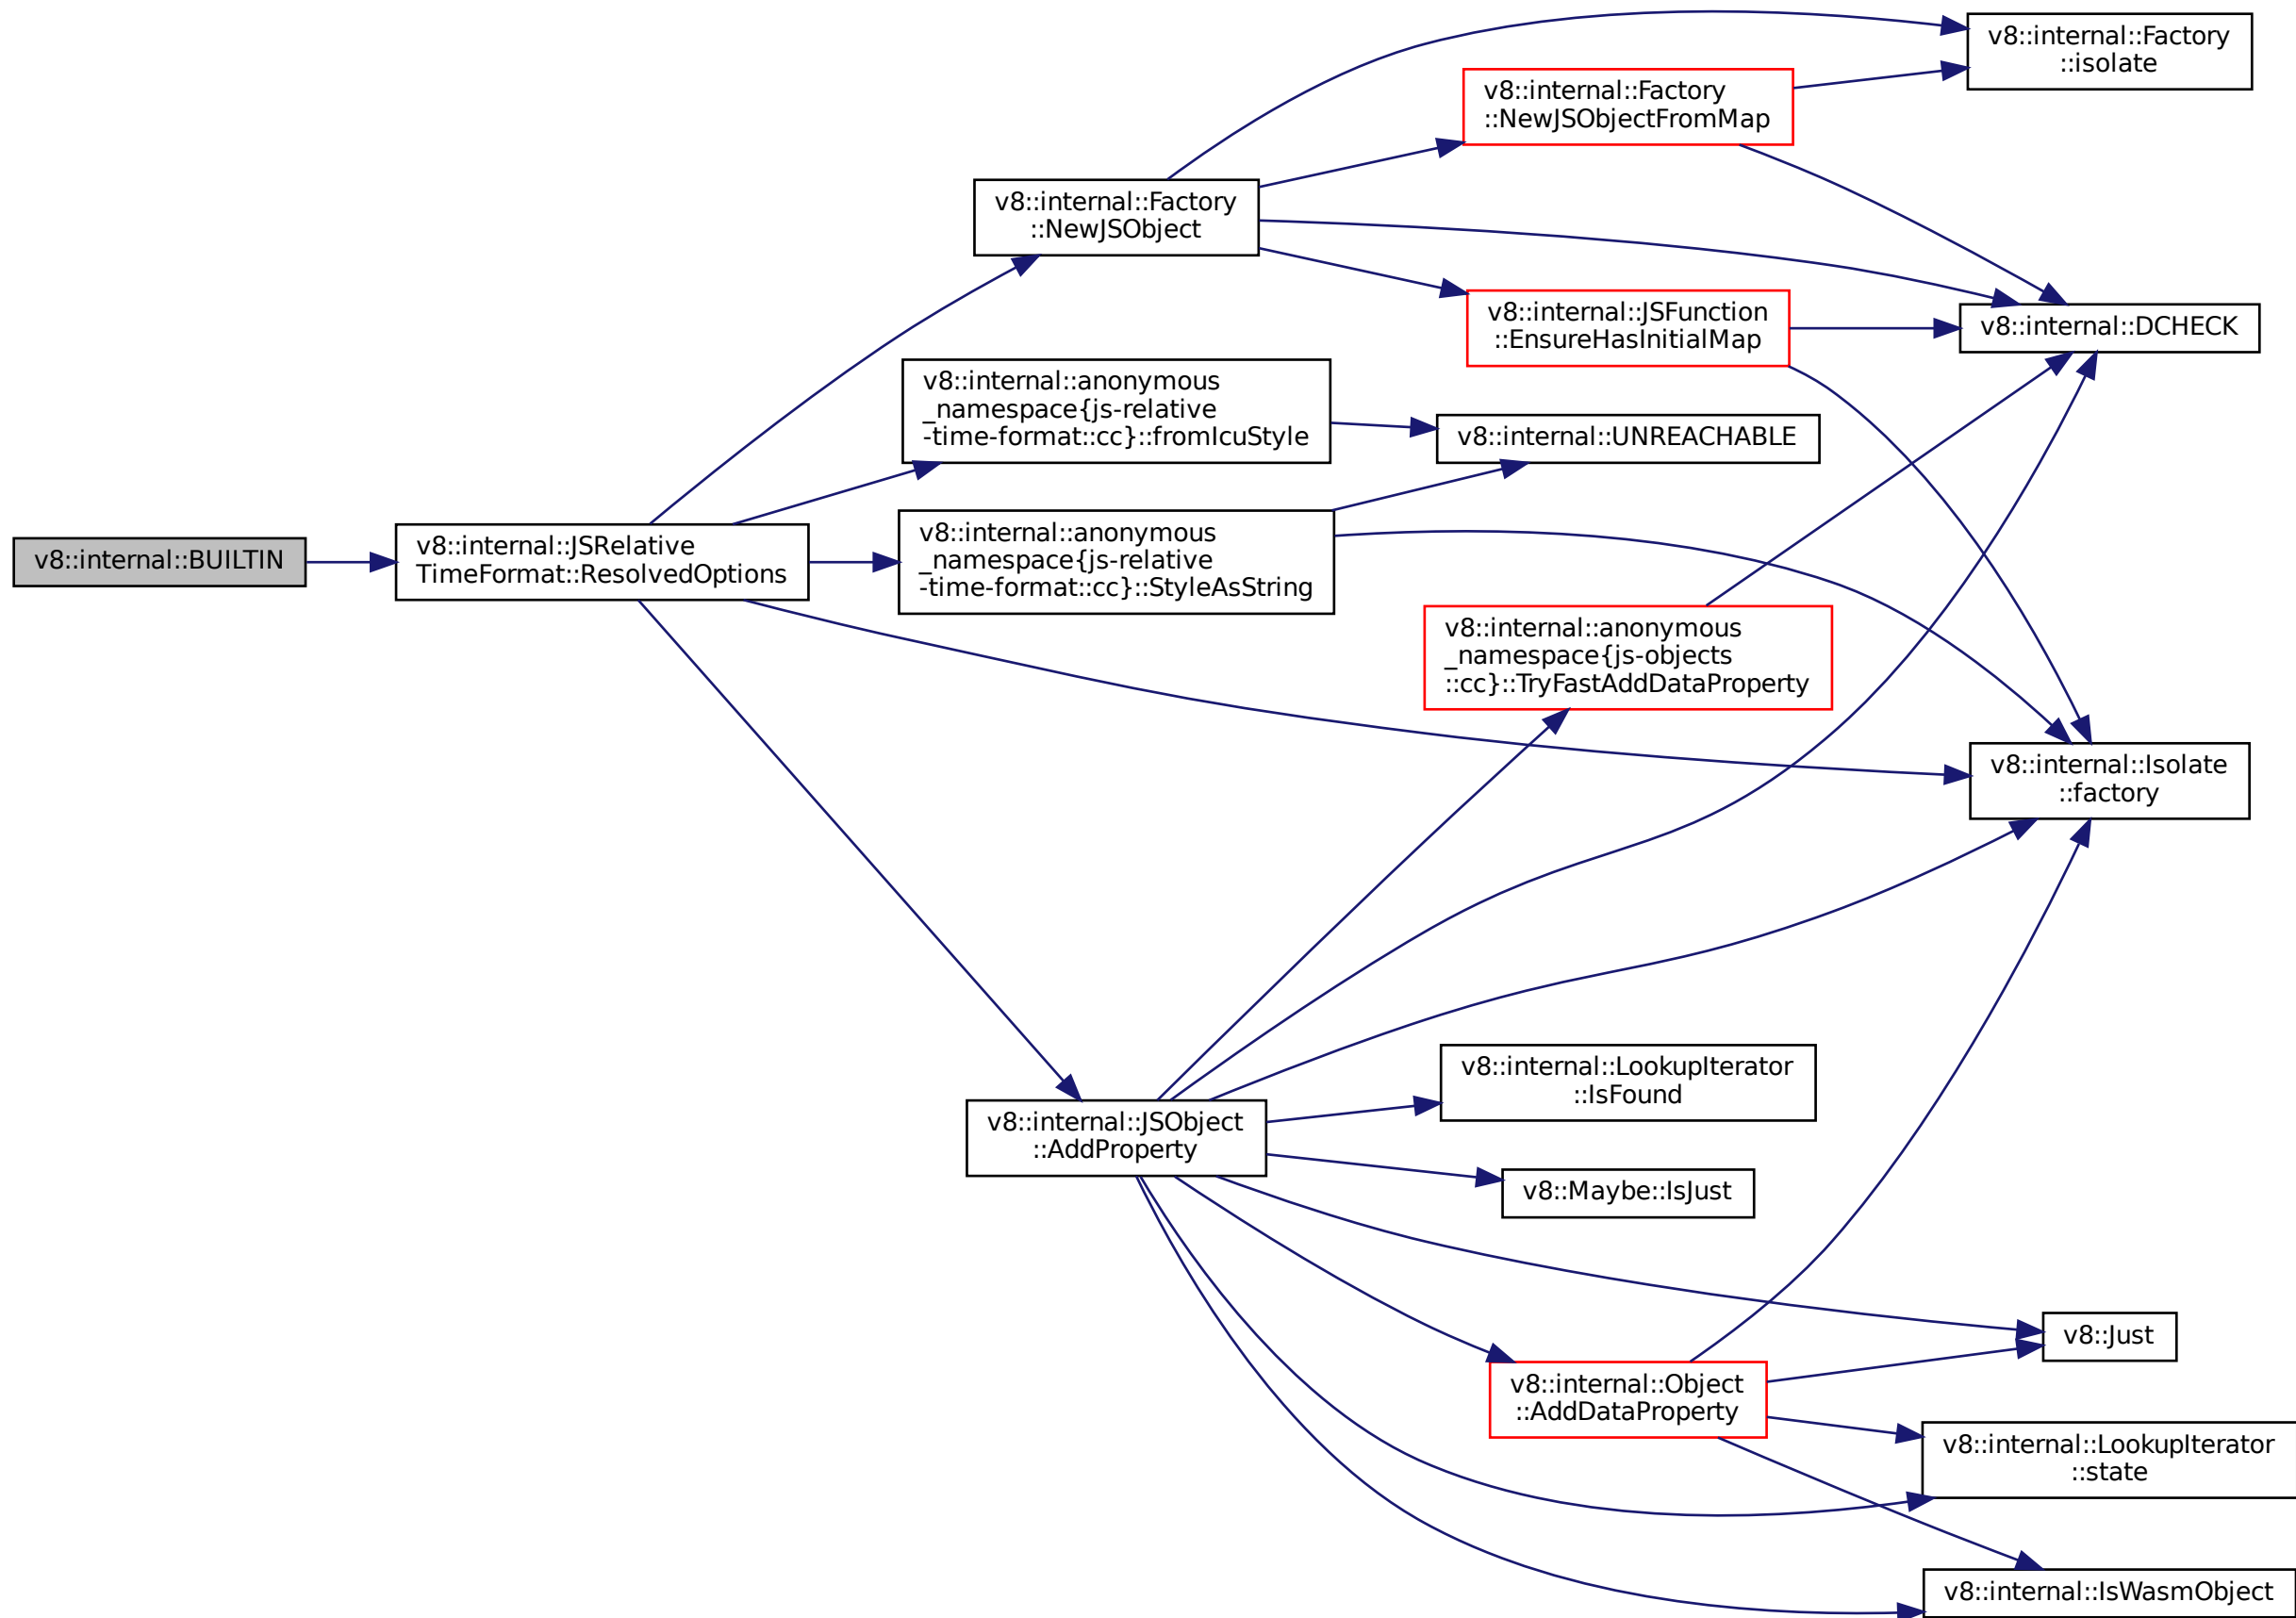 v8::internal::BUILTIN
v8::internal::JSRelative
TimeFormat::ResolvedOptions
v8::internal::Factory
::NewJSObject
v8::internal::anonymous
_namespace{js-relative
-time-format::cc}::fromIcuStyle
v8::internal::anonymous
_namespace{js-relative
-time-format::cc}::StyleAsString
v8::internal::JSObject
::AddProperty
v8::internal::Factory
::NewJSObjectFromMap
v8::internal::JSFunction
::EnsureHasInitialMap
v8::internal::UNREACHABLE
v8::internal::anonymous
_namespace{js-objects
::cc}::TryFastAddDataProperty
v8::internal::LookupIterator
::IsFound
v8::Maybe::IsJust
v8::internal::Object
::AddDataProperty
v8::internal::Factory
::isolate
v8::internal::DCHECK
v8::internal::Isolate
::factory
v8::Just
v8::internal::LookupIterator
::state
v8::internal::IsWasmObject